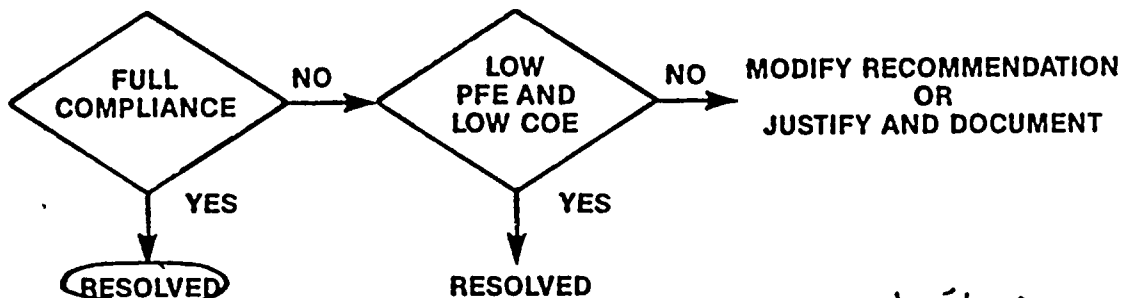 FULL
COMPLIANCE
NO
LOW
PFE AND
LOW COE
NO
MODIFY RECOMMENDATION
OR
JUSTIFY AND DOCUMENT
YES
YES
RESOLVED
RESOLVED